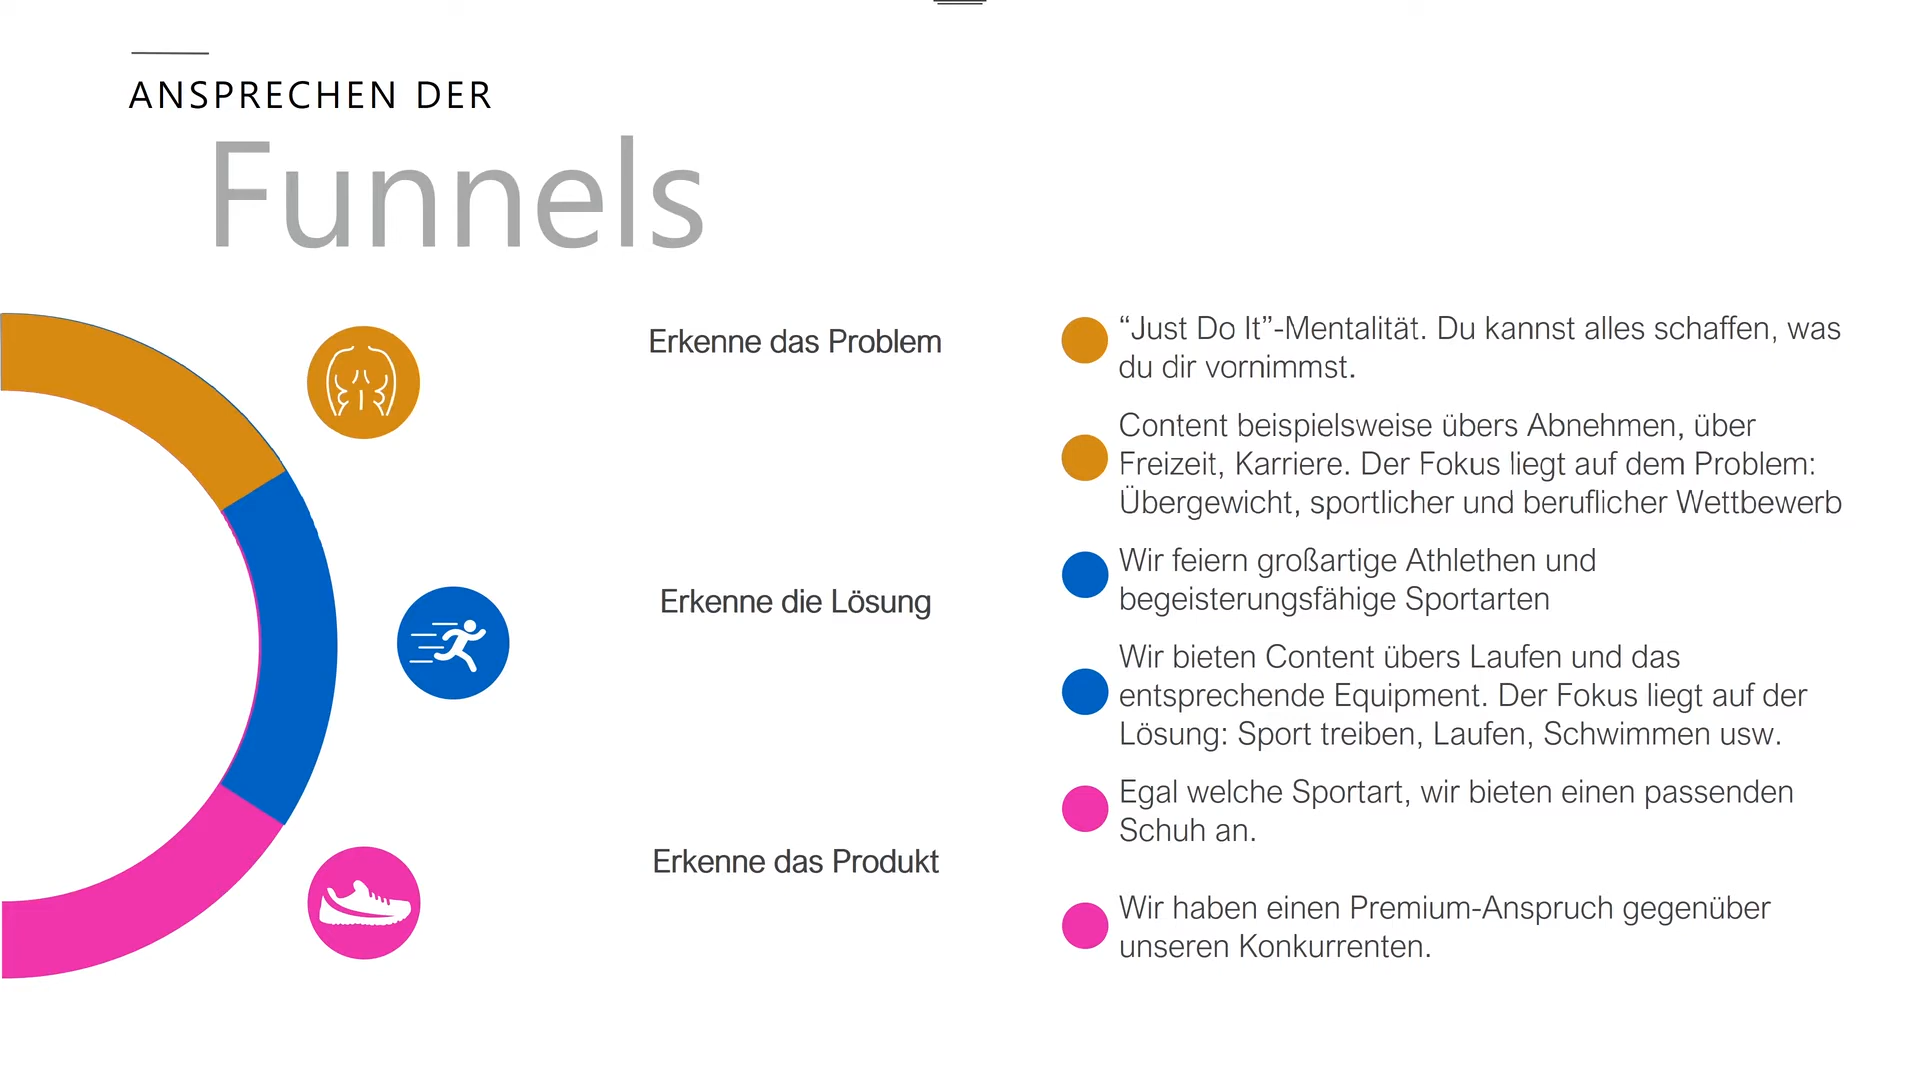 ANSPRECHEN DER
Funnels
Erkenne das Problem
“Just Do It”-Mentalität. Du kannst alles schaffen, was
du dir vornimmst.
Content beispielsweise übers Abnehmen, über
Freizeit, Karriere. Der Fokus liegt auf dem Problem:
Übergewicht, sportlicher und beruflicher Wettbewerb
Erkenne die Lösung
Wir feiern großartige Athlethen und
begeisterungsfähige Sportarten
Wir bieten Content übers Laufen und das
entsprechende Equipment. Der Fokus liegt auf der
Lösung: Sport treiben, Laufen, Schwimmen usw.
Erkenne das Produkt
Egal welche Sportart, wir bieten einen passenden
Schuh an.
Wir haben einen Premium-Anspruch gegenüber
unseren Konkurrenten.